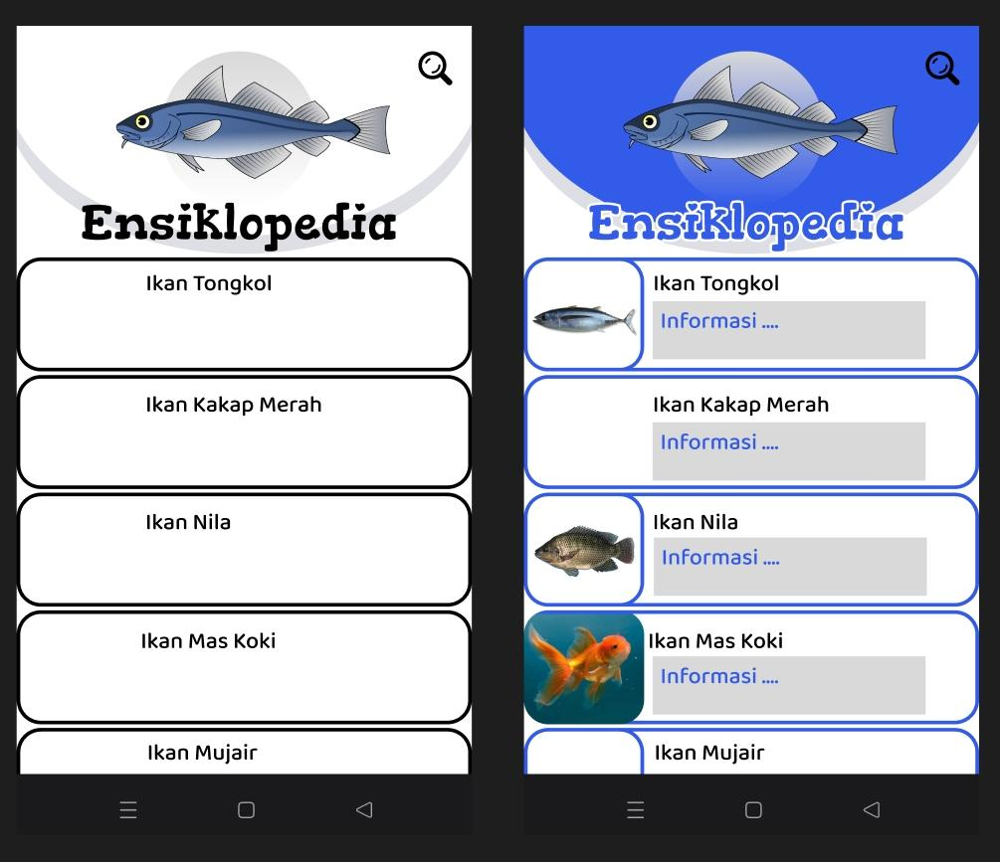 Ensiklopedia
Ikan Tongkol
Ikan Kakap Merah
Ikan Nila
Ikan Mas Koki
Ikan Mujair
Ensiklopedia
Ikan Tongkol
Informasi ....
Ikan Kakap Merah
Informasi ....
Ikan Nila
Informasi ....
Ikan Mas Koki
Informasi ....
Ikan Mujair